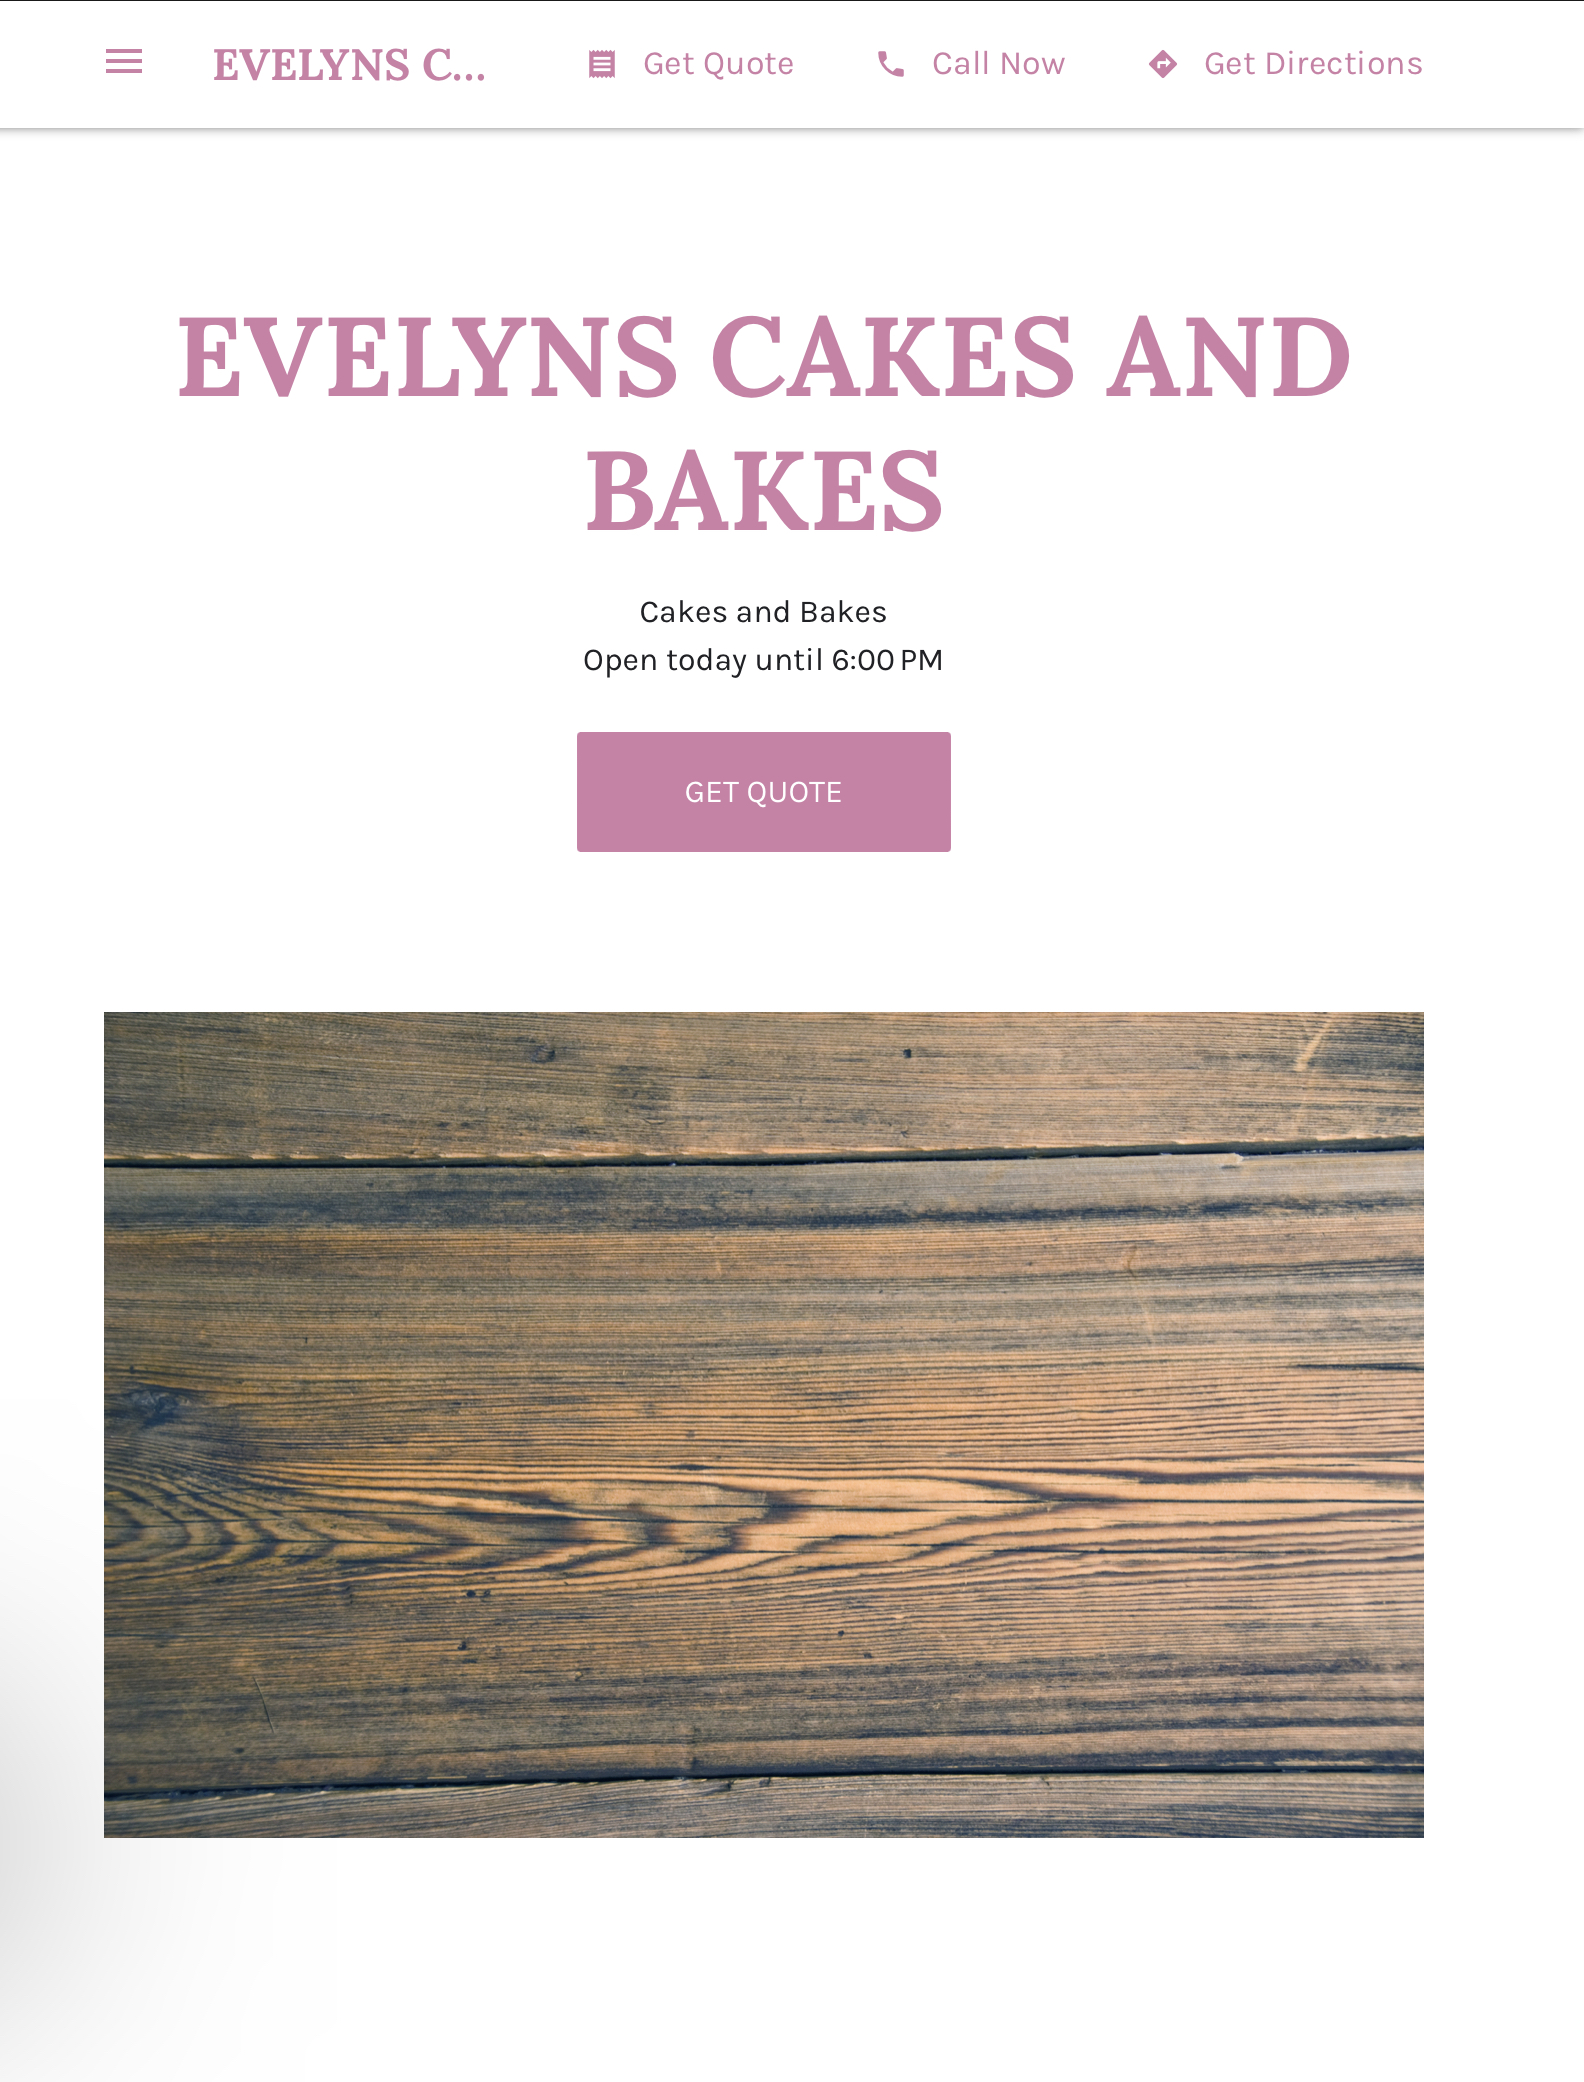 EVELYNS C...
Get Quote
Call Now
Get Directions
EVELYNS CAKES AND
BAKES
Cakes and Bakes
Open today until 6:00 PM
GET QUOTE